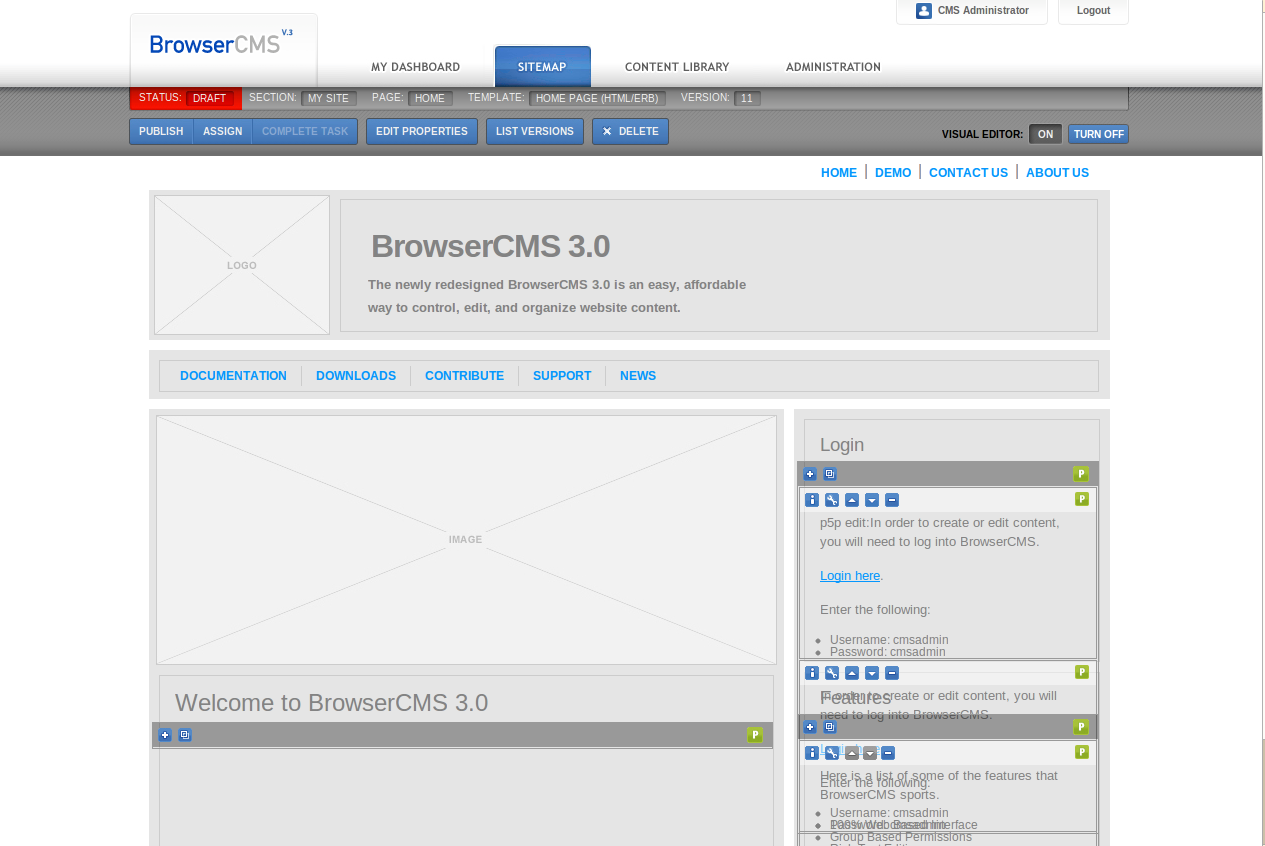 CMS Administrator Logout
BrowserCMS V.3
MY DASHBOARD SITEMAP CONTENT LIBRARY ADMINISTRATION
STATUS: DRAFT SECTION: MY SITE PAGE: HOME TEMPLATE: HOME PAGE (HTML/ERB) VERSION: 11
PUBLISH ASSIGN COMPLETE TASK EDIT PROPERTIES LIST VERSIONS DELETE VISUAL EDITOR: ON TURN OFF
HOME DEMO CONTACT US ABOUT US
LOGO
BrowserCMS 3.0
The newly redesigned BrowserCMS 3.0 is an easy, affordable
way to control, edit, and organize website content.
DOCUMENTATION DOWNLOADS CONTRIBUTE SUPPORT NEWS
IMAGE
Welcome to BrowserCMS 3.0
P
Login
P
P
p5p edit:In order to create or edit content,
you will need to log into BrowserCMS.
Login here.
Enter the following:
Username: cmsadmin
Password: cmsadmin
P
In order to create or edit content, you will
Features
need to log into BrowserCMS.
P
P
Here is a list of some of the features that
Enter the following:
BrowserCMS sports.
Username: cmsadmin
Password: cmsadmin
100% Web Based Interface
Group Based Permissions